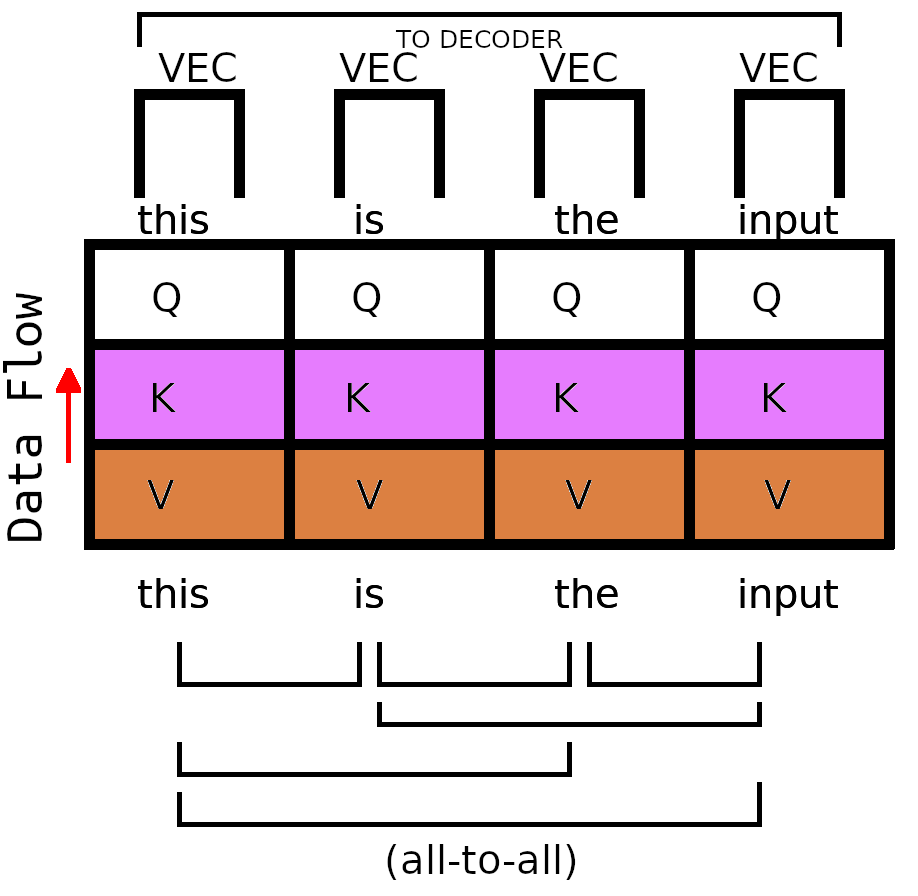 TO DECODER
VEC VEC VEC VEC
this is the input
Q Q Q Q
K K K K
V V V V
Data Flow
this is the input
(all-to-all)